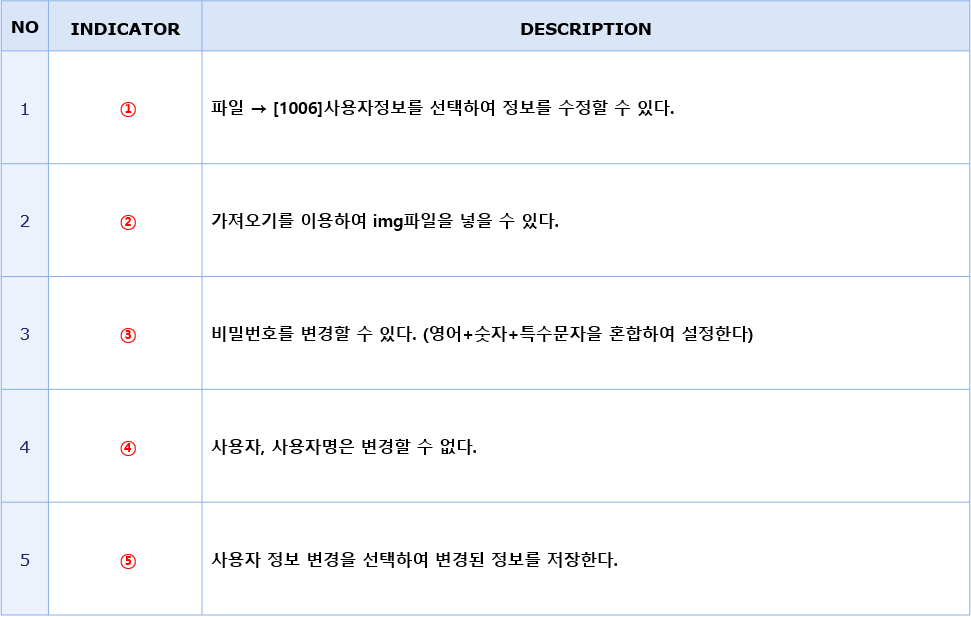 NO INDICATOR DESCRIPTION
1 ① 파일 → [1006]사용자정보를 선택하여 정보를 수정할 수 있다.
2 ② 가져오기를 이용하여 img파일을 넣을 수 있다.
3 ③ 비밀번호를 변경할 수 있다. (영어+숫자+특수문자을 혼합하여 설정한다)
4 ④ 사용자, 사용자명은 변경할 수 없다.
5 ⑤ 사용자 정보 변경을 선택하여 변경된 정보를 저장한다.